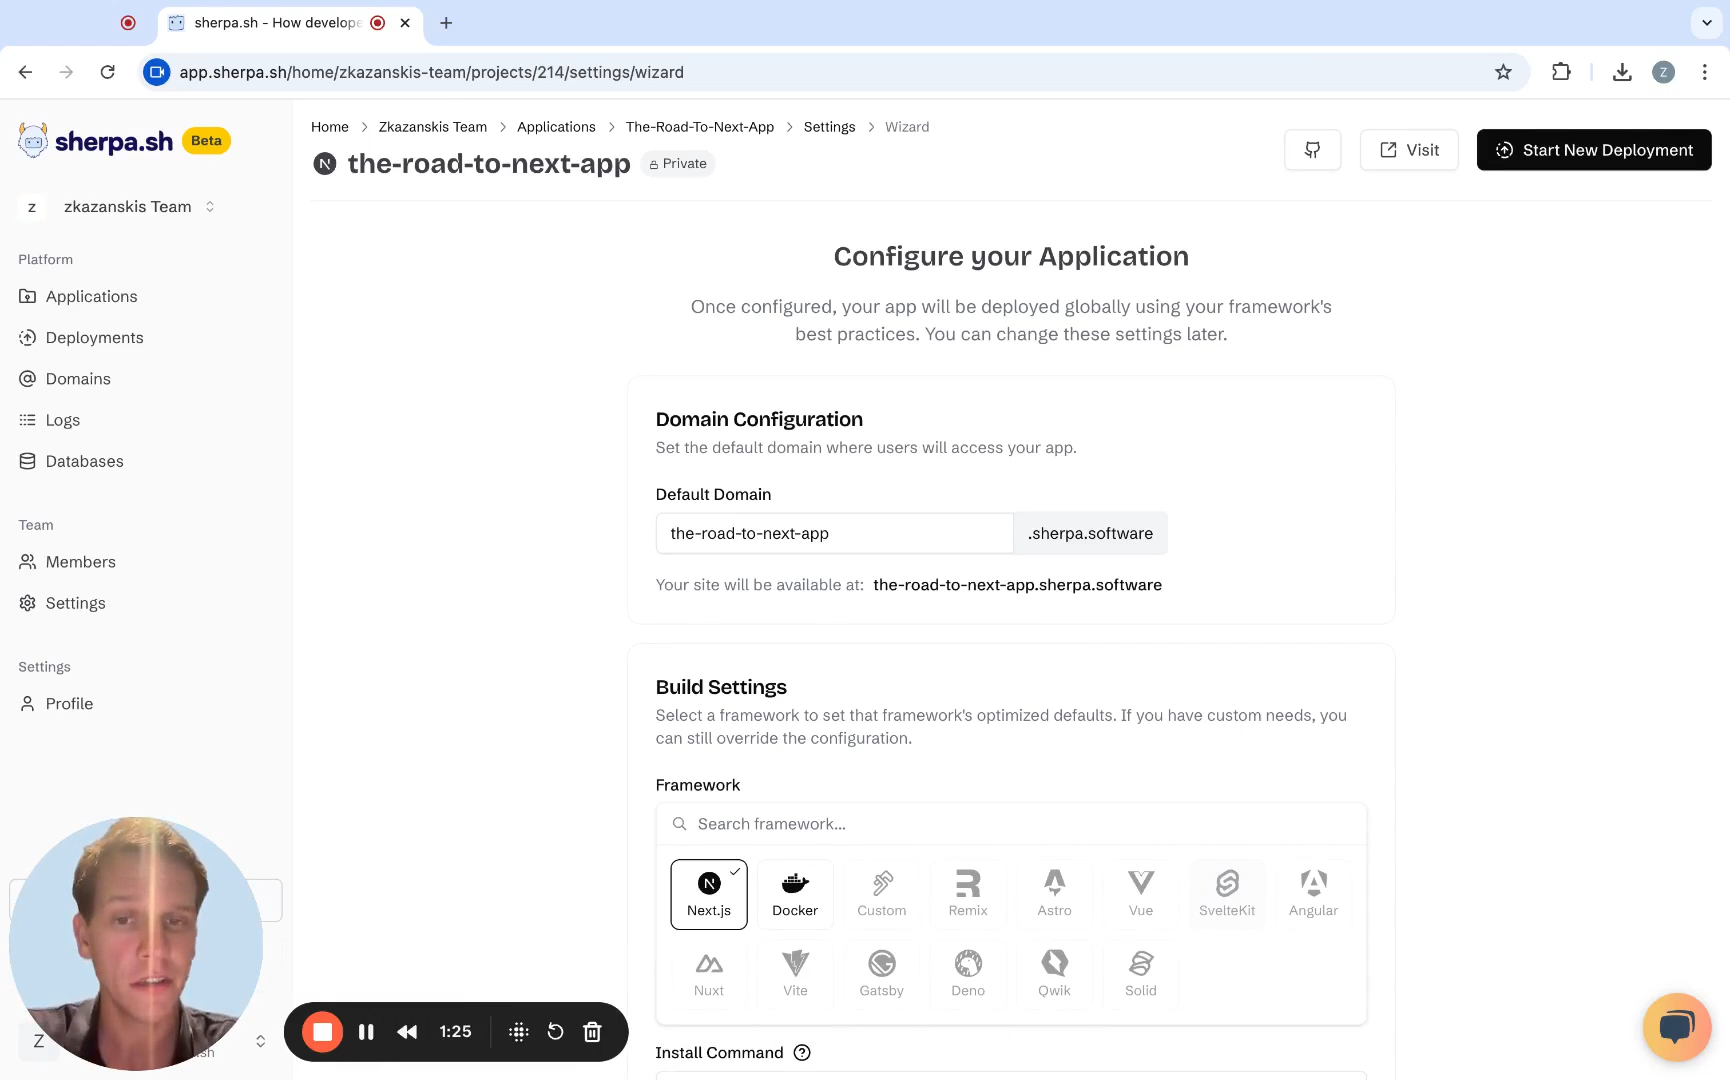 sherpa.sh - How develope
app.sherpa.sh/home/zkazanskis-team/projects/214/settings/wizard
Z
sherpa.sh Beta
Home > Zkazanskis Team > Applications > The-Road-To-Next-App > Settings > Wizard
N the-road-to-next-app Private
Visit
Start New Deployment
z zkazanskis Team
Platform
Applications
Deployments
Domains
Logs
Databases
Team
Members
Settings
Settings
Profile
Z
sh
Configure your Application
Once configured, your app will be deployed globally using your framework's
best practices. You can change these settings later.
Domain Configuration
Set the default domain where users will access your app.
Default Domain
the-road-to-next-app .sherpa.software
Your site will be available at: the-road-to-next-app.sherpa.software
Build Settings
Select a framework to set that framework's optimized defaults. If you have custom needs, you
can still override the configuration.
Framework
Search framework...
N
Next.js Docker Custom Remix Astro Vue SvelteKit Angular
Nuxt Vite Gatsby Deno Qwik Solid
Install Command ?
1:25